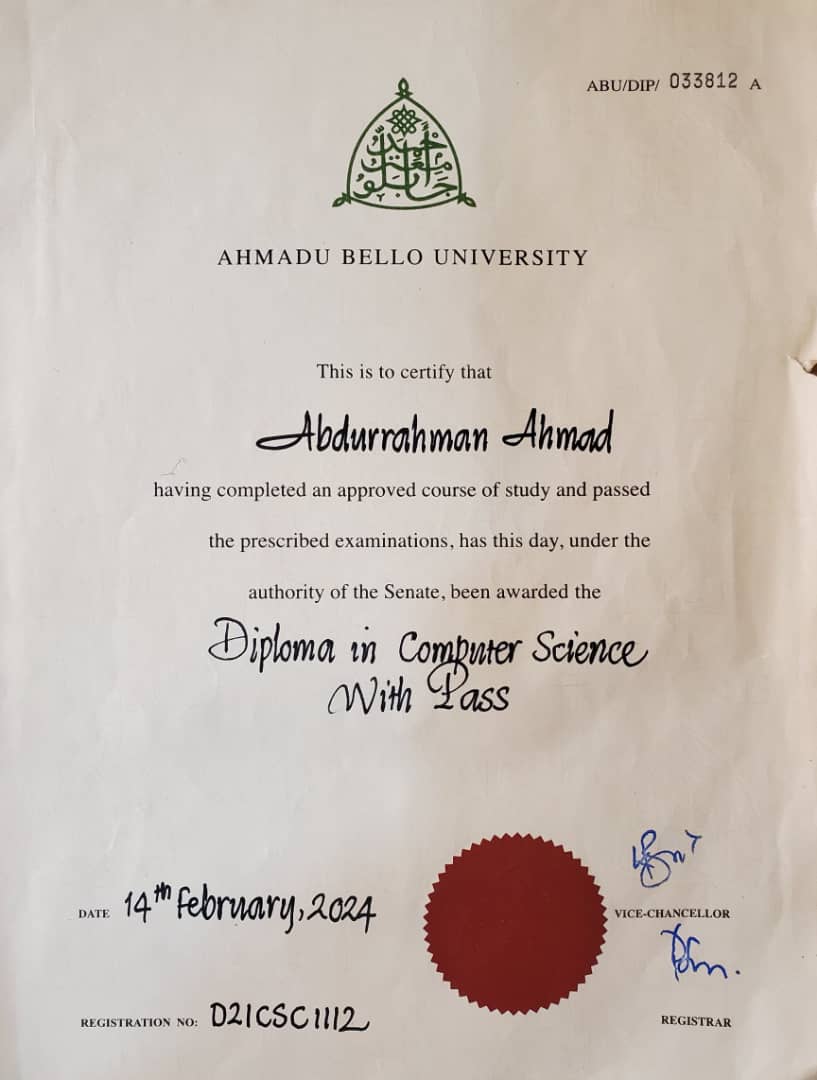 ABU/DIP/ 033812 A
AHMADU BELLO UNIVERSITY
This is to certify that
Abdurrahman Ahmad
having completed an approved course of study and passed
the prescribed examinations, has this day, under the
authority of the Senate, been awarded the
Diploma in Computer Science
With Pass
DATE 14th February, 2024
VICE-CHANCELLOR
REGISTRATION NO: D21CSC1112
REGISTRAR